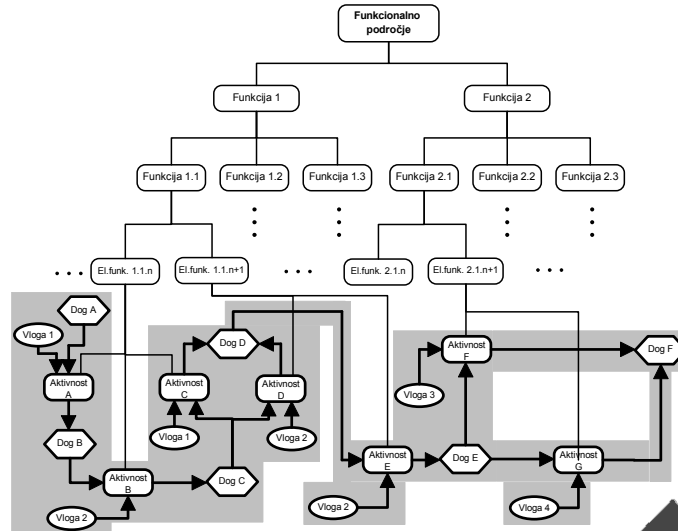 Funkcionalno
področje
Funkcija 1
Funkcija 2
Funkcija 1.1
Funkcija 1.2
Funkcija 1.3
Funkcija 2.1
Funkcija 2.2
Funkcija 2.3
El.funk. 1.1.n
El.funk. 1.1.n+1
El.funk. 2.1.n
El.funk. 2.1.n+1
Dog A
Vloga 1
Aktivnost
A
Dog B
Vloga 2
Aktivnost
B
Dog C
Aktivnost
C
Vloga 1
Dog D
Aktivnost
D
Vloga 2
Aktivnost
E
Vloga 2
Dog E
Aktivnost
F
Vloga 3
Dog F
Aktivnost
G
Vloga 4